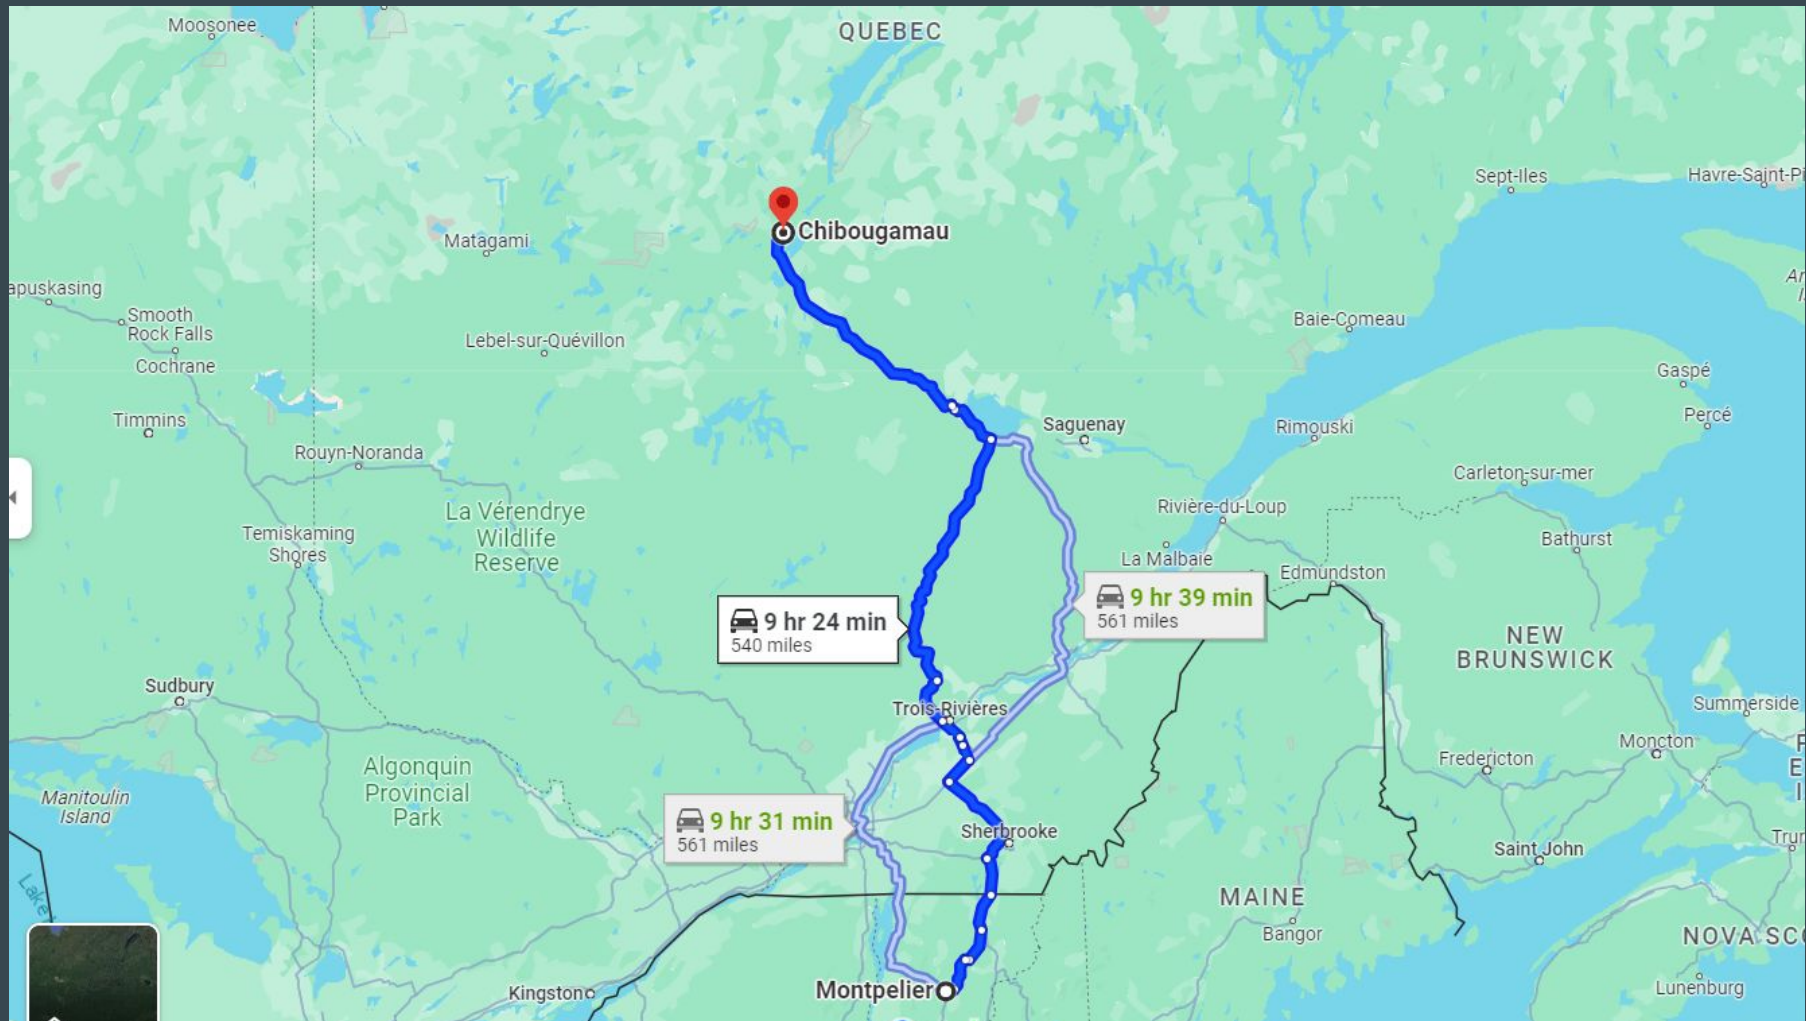 Moosonee
QUEBEC
Sept-Iles
Havre-Saint-Pi
Chibougamau
Matagami
apuskasing
Smooth
Rock Falls
Cochrane
Lebel-sur-Quévillon
Baie-Comeau
Gaspé
Percé
Timmins
Saguenay
Rimouski
Rouyn-Noranda
Carleton-sur-mer
La Vérendrye
Wildlife
Reserve
Rivière-du-Loup
Temiskaming
Shores
La Malbaie
Bathurst
Edmundston
9 hr 39 min
561 miles
9 hr 24 min
540 miles
NEW
BRUNSWICK
Sudbury
Trois-Rivières
Summerside
Moncton
Fredericton
Algonquin
Provincial
Park
Manitoulin
Island
9 hr 31 min
561 miles
Sherbrooke
Saint John
Trur
Lake
MAINE
Bangor
NOVA SCO
Montpelier
Kingston
Lunenburg